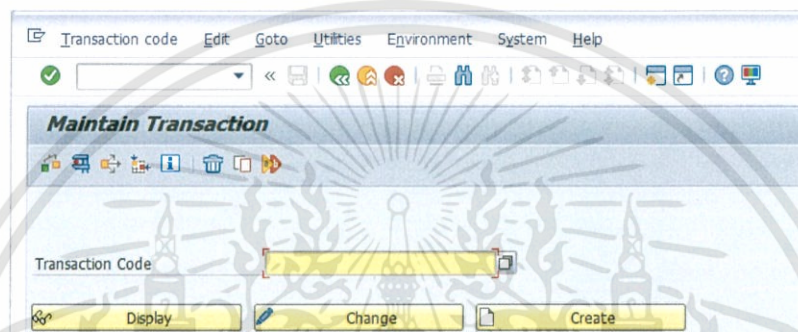 Transaction code Edit Goto Utilities Environment System Help
Maintain Transaction
Transaction Code
Display Change Create